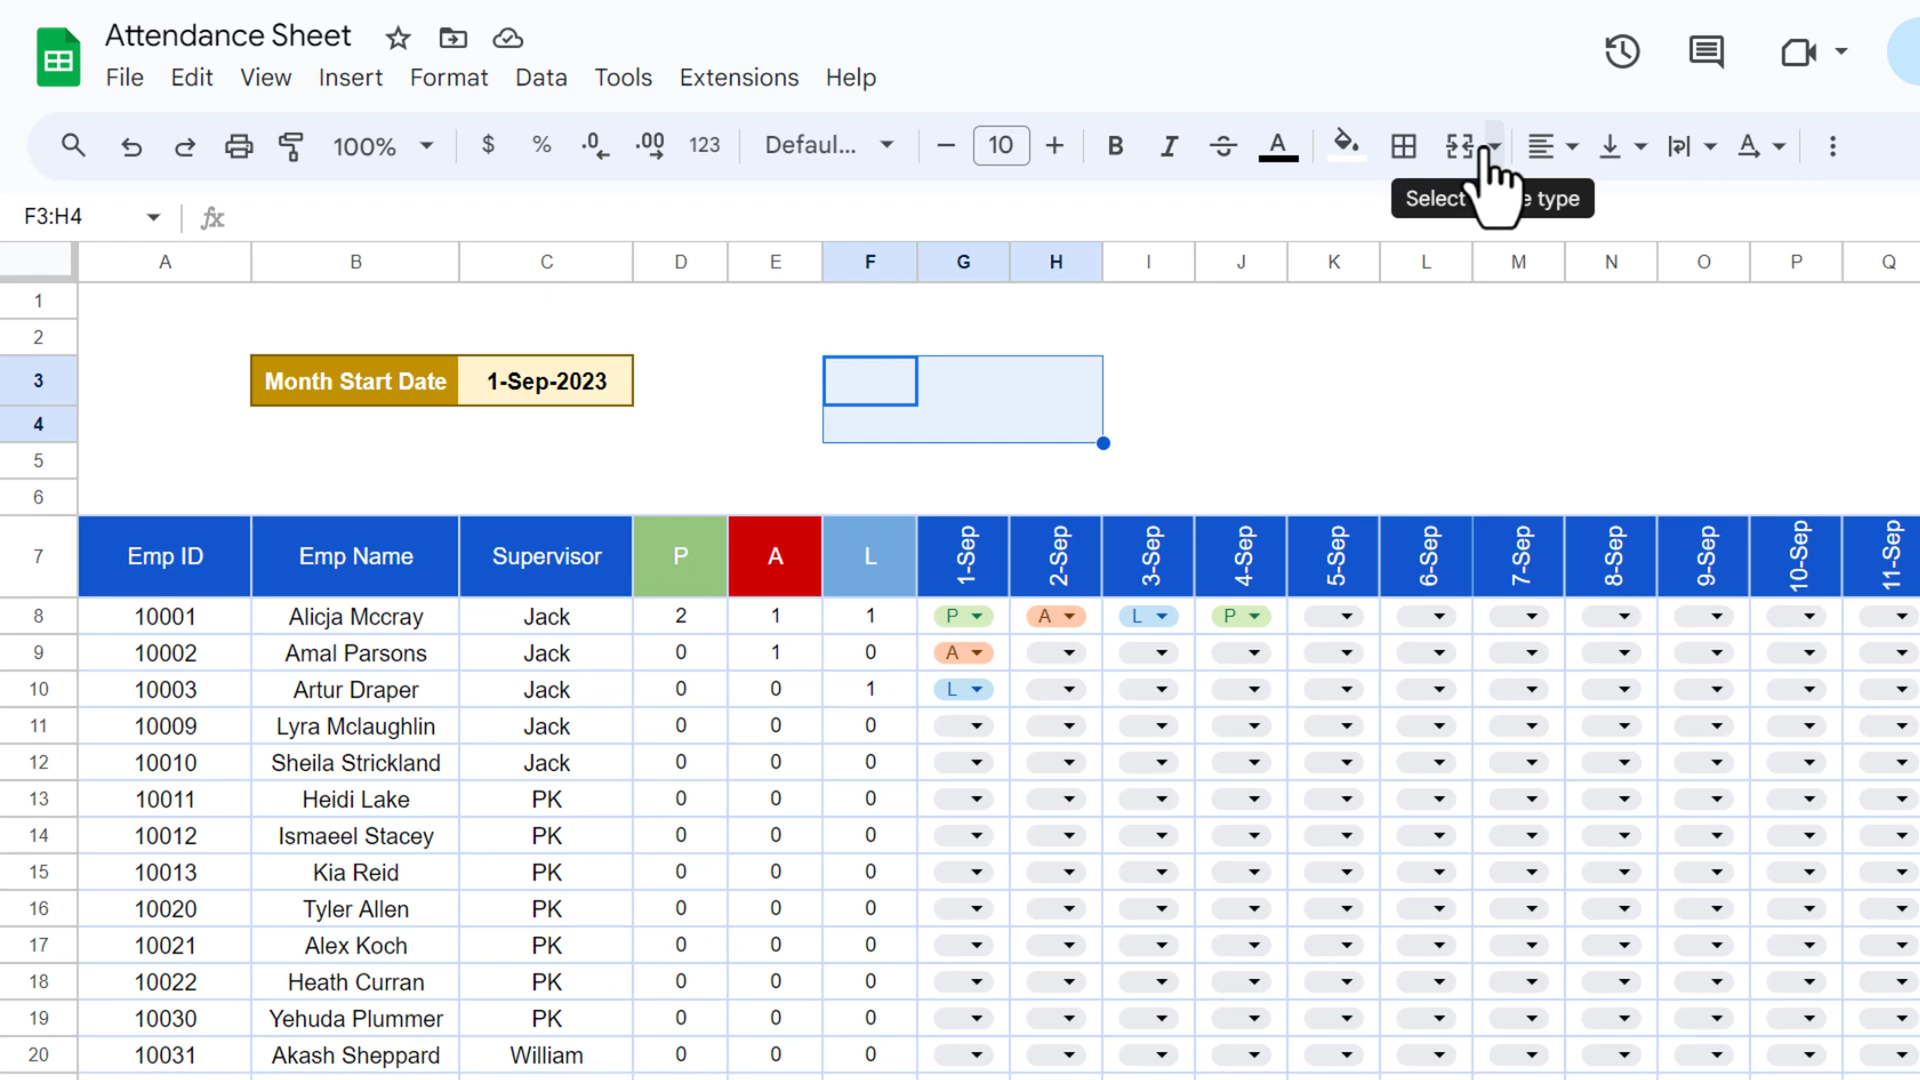 Attendance Sheet
File Edit View Insert Format Data Tools Extensions Help
100% $ % .0 .00 123 Defaul... 10 B I S A
Select type
F3:H4 fx
A B C D E F G H I J K L M N O P Q
1
2
3 Month Start Date 1-Sep-2023
4
5
6
7 Emp ID Emp Name Supervisor P A L 1-Sep 2-Sep 3-Sep 4-Sep 5-Sep 6-Sep 7-Sep 8-Sep 9-Sep 10-Sep 11-Sep
8 10001 Alicja Mccray Jack 2 1 1 P A L P
9 10002 Amal Parsons Jack 0 1 0 A
10 10003 Artur Draper Jack 0 0 1 L
11 10009 Lyra Mclaughlin Jack 0 0 0
12 10010 Sheila Strickland Jack 0 0 0
13 10011 Heidi Lake PK 0 0 0
14 10012 Ismaeel Stacey PK 0 0 0
15 10013 Kia Reid PK 0 0 0
16 10020 Tyler Allen PK 0 0 0
17 10021 Alex Koch PK 0 0 0
18 10022 Heath Curran PK 0 0 0
19 10030 Yehuda Plummer PK 0 0 0
20 10031 Akash Sheppard William 0 0 0